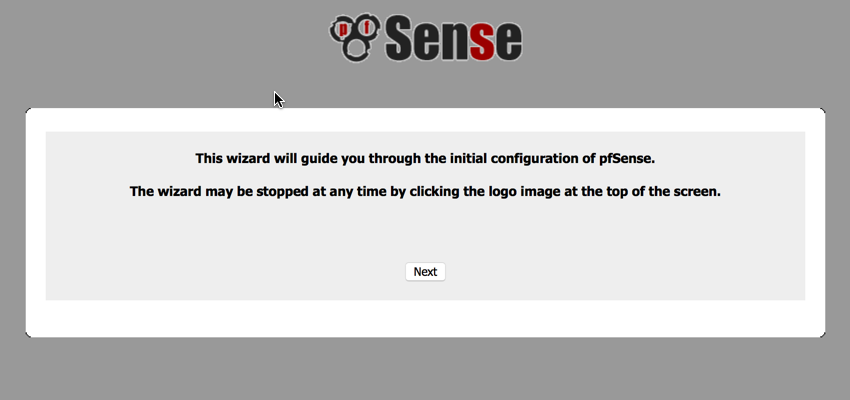 pf Sense
This wizard will guide you through the initial configuration of pfSense.
The wizard may be stopped at any time by clicking the logo image at the top of the screen.
Next